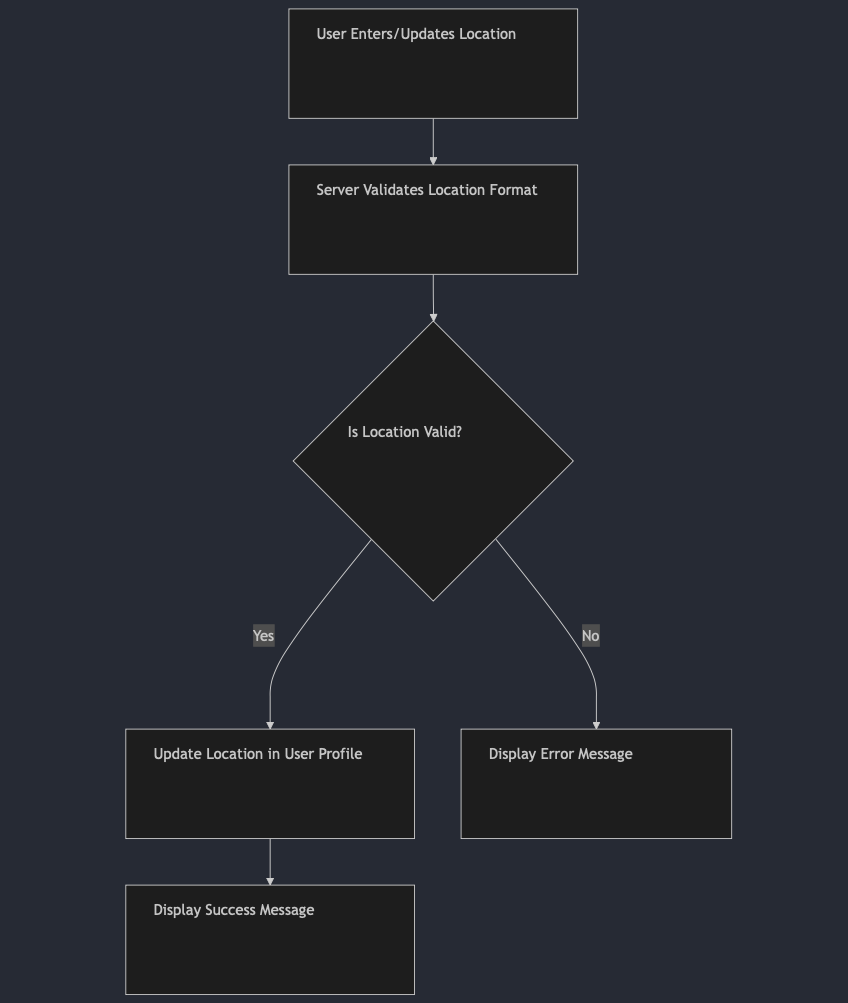 User Enters/Updates Location
Server Validates Location Format
Is Location Valid?
Yes
No
Update Location in User Profile
Display Error Message
Display Success Message